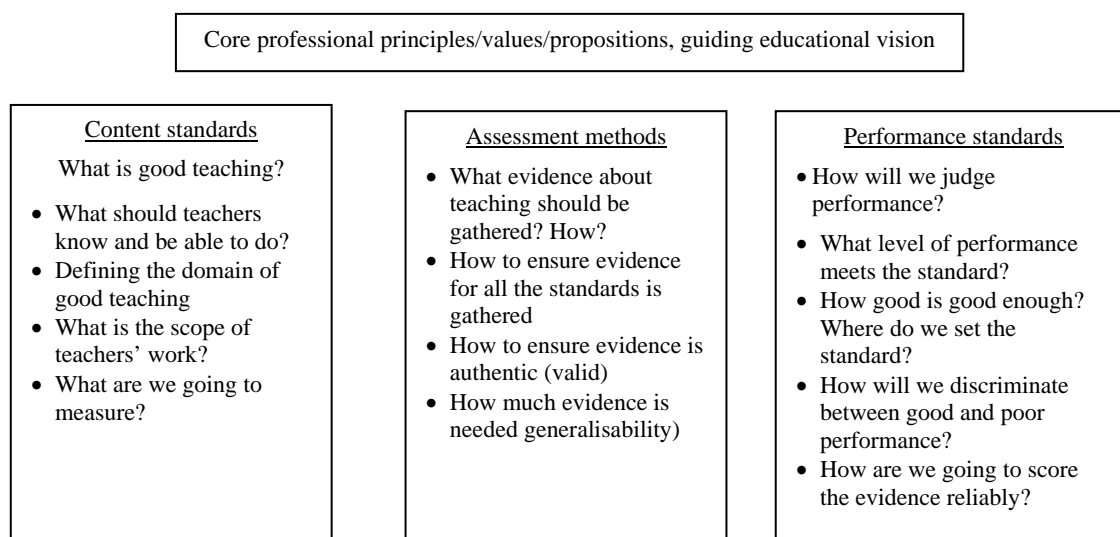 Core professional principles/values/propositions, guiding educational vision
Content standards
What is good teaching?
• What should teachers
know and be able to do?
• Defining the domain of
good teaching
• What is the scope of
teachers’ work?
• What are we going to
measure?
Assessment methods
• What evidence about
teaching should be
gathered? How?
• How to ensure evidence
for all the standards is
gathered
• How to ensure evidence is
authentic (valid)
• How much evidence is
needed generalisability)
Performance standards
• How will we judge
performance?
• What level of performance
meets the standard?
• How good is good enough?
Where do we set the
standard?
• How will we discriminate
between good and poor
performance?
• How are we going to score
the evidence reliably?